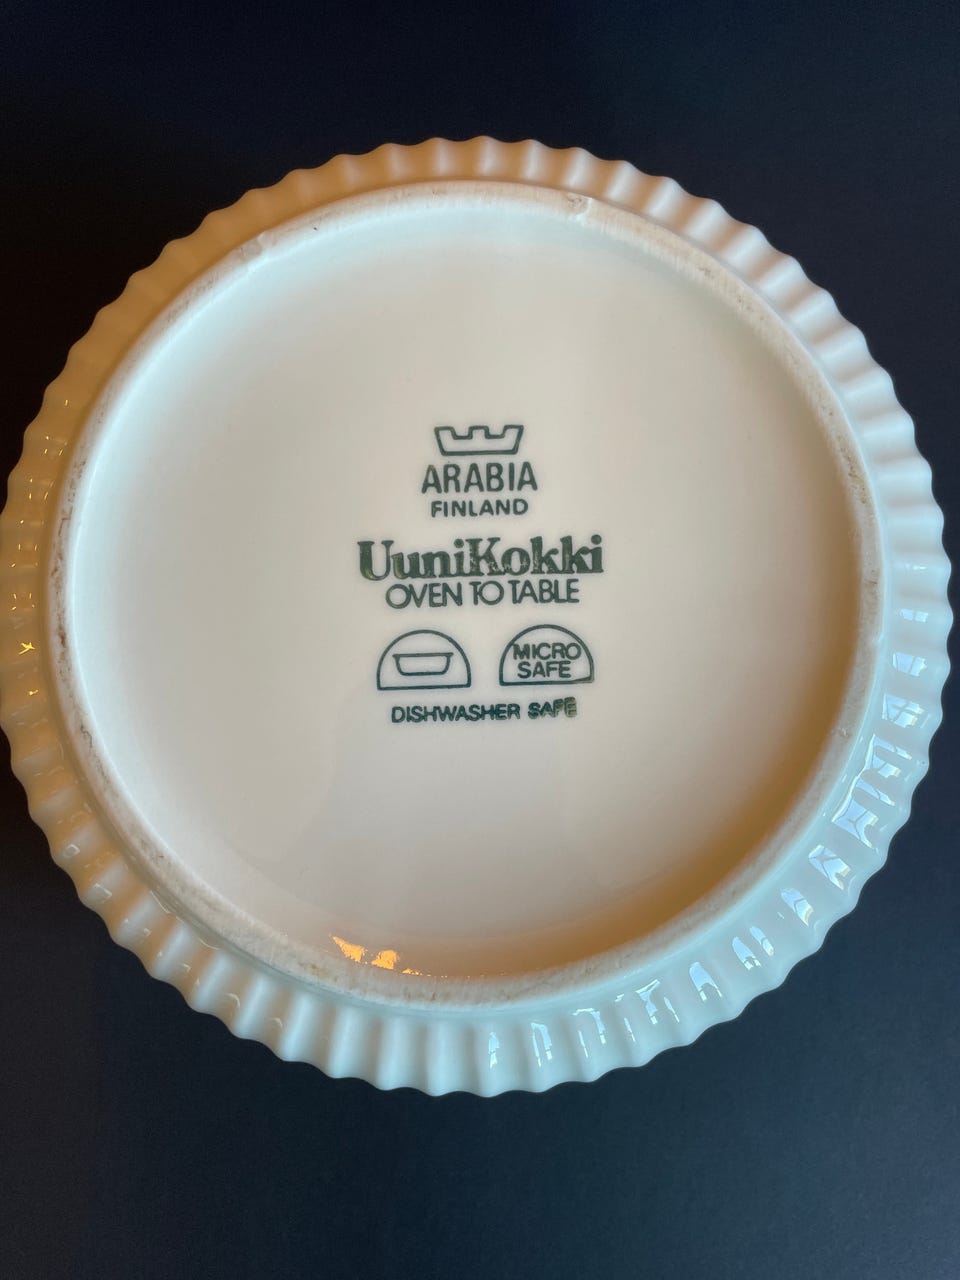 ARABIA
FINLAND
UuniKokki
OVEN TO TABLE
MICRO
SAFE
DISHWASHER SAFE